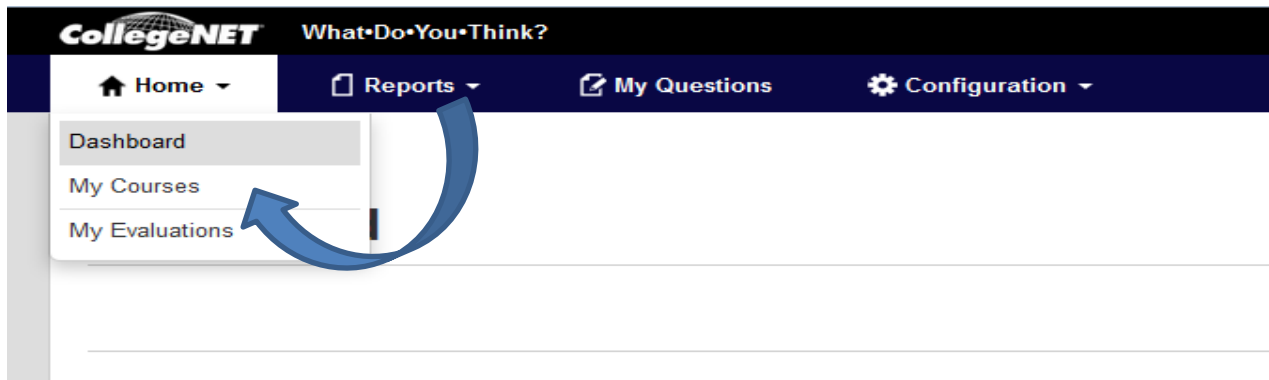 CollegeNET What•Do•You•Think?
Home Reports My Questions Configuration
Dashboard
My Courses
My Evaluations